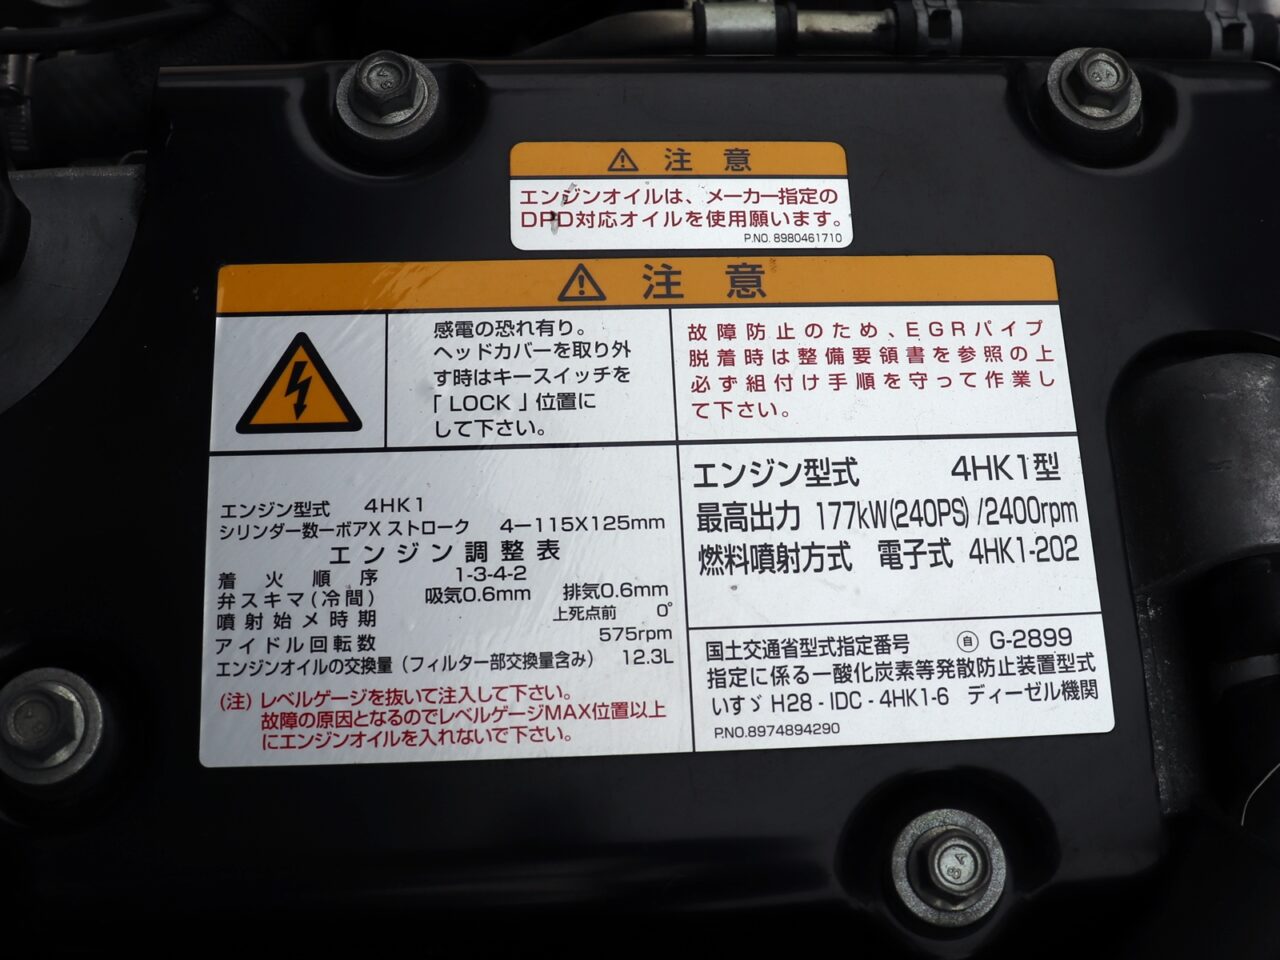 ⚠ 注意
エンジンオイルは、メーカー指定の
DPD対応オイルを使用願います。
P.NO. 8980461710
⚠ 注意
感電の恐れ有り。
ヘッドカバーを取り外
す時はキースイッチを
「LOCK」位置に
して下さい。
故障防止のため、EGRパイプ
脱着時は整備要領書を参照の上
必ず組付け手順を守って作業し
て下さい。
エンジン型式 4HK1
シリンダー数ーボアX ストローク 4ー115X125mm
エンジン調整表
着火順序 1-3-4-2
弁スキマ(冷間) 吸気0.6mm 排気0.6mm
噴射始メ時期 上死点前 0°
アイドル回転数 575rpm
エンジンオイルの交換量(フィルター部交換量含み) 12.3L
(注)レベルゲージを抜いて注入して下さい。
故障の原因となるのでレベルゲージMAX位置以上
にエンジンオイルを入れないで下さい。
エンジン型式 4HK1型
最高出力 177kW(240PS)/2400rpm
燃料噴射方式 電子式 4HK1-202
国土交通省型式指定番号 ㊐ G-2899
指定に係る一酸化炭素等発散防止装置型式
いすゞ H28 - IDC - 4HK1-6 ディーゼル機関
P.NO.8974894290